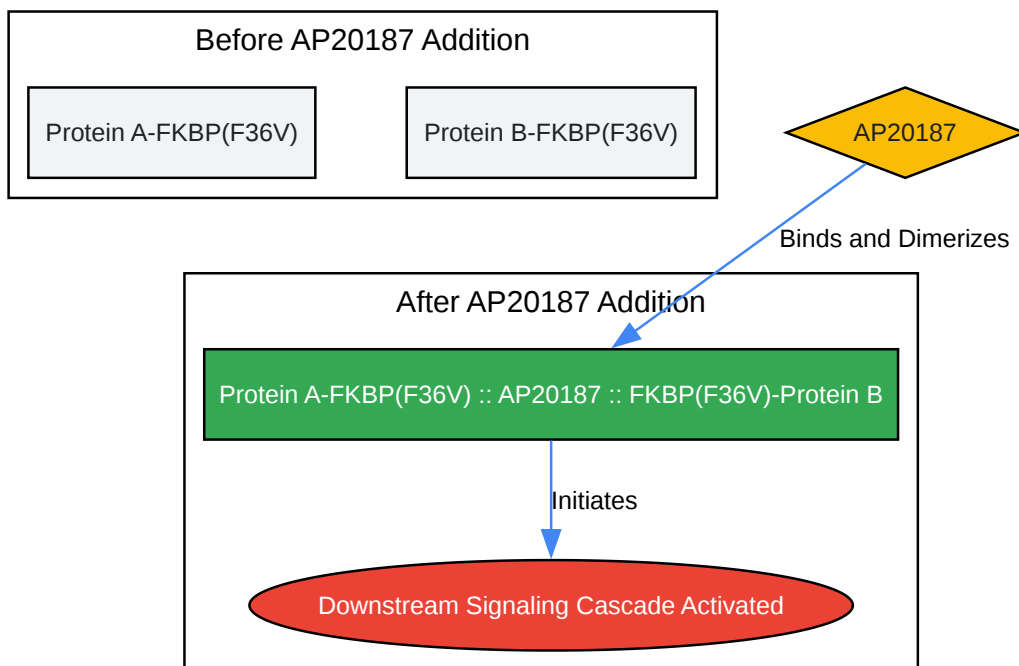 Before AP20187 Addition
Protein A-FKBP(F36V)
Protein B-FKBP(F36V)
AP20187
Binds and Dimerizes
After AP20187 Addition
Protein A-FKBP(F36V) :: AP20187 :: FKBP(F36V)-Protein B
Initiates
Downstream Signaling Cascade Activated